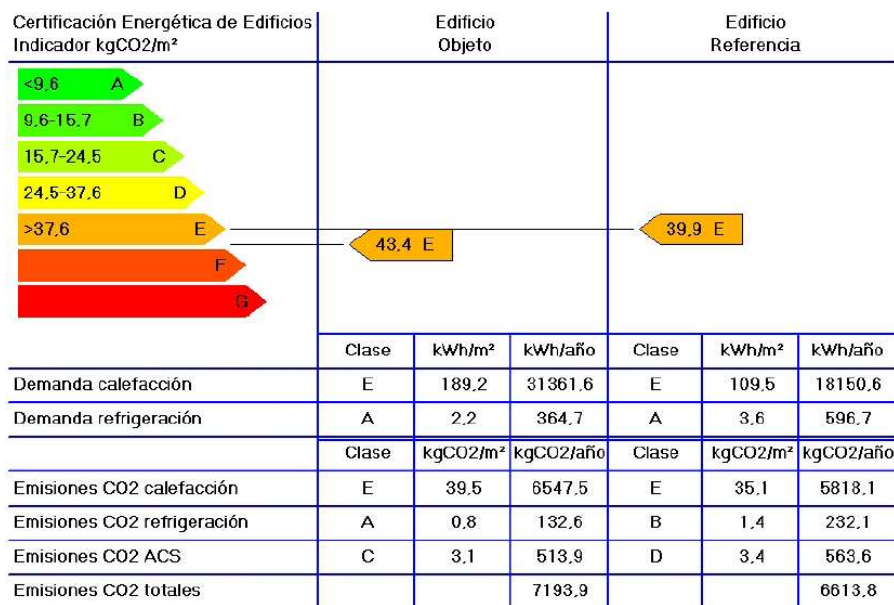 Certificación Energética de Edificios
Indicador kgCO2/m²
Edificio
Objeto
Edificio
Referencia
<9,6 A
9,6-15,7 B
15,7-24,5 C
24,5-37,6 D
>37,6 E
F
G
43,4 E
39,9 E
Clase kWh/m² kWh/año Clase kWh/m² kWh/año
Demanda calefacción E 189,2 31361,6 E 109,5 18150,6
Demanda refrigeración A 2,2 364,7 A 3,6 596,7
Clase kgCO2/m² kgCO2/año Clase kgCO2/m² kgCO2/año
Emisiones CO2 calefacción E 39,5 6547,5 E 35,1 5818,1
Emisiones CO2 refrigeración A 0,8 132,6 B 1,4 232,1
Emisiones CO2 ACS C 3,1 513,9 D 3,4 563,6
Emisiones CO2 totales 7193,9 6613,8